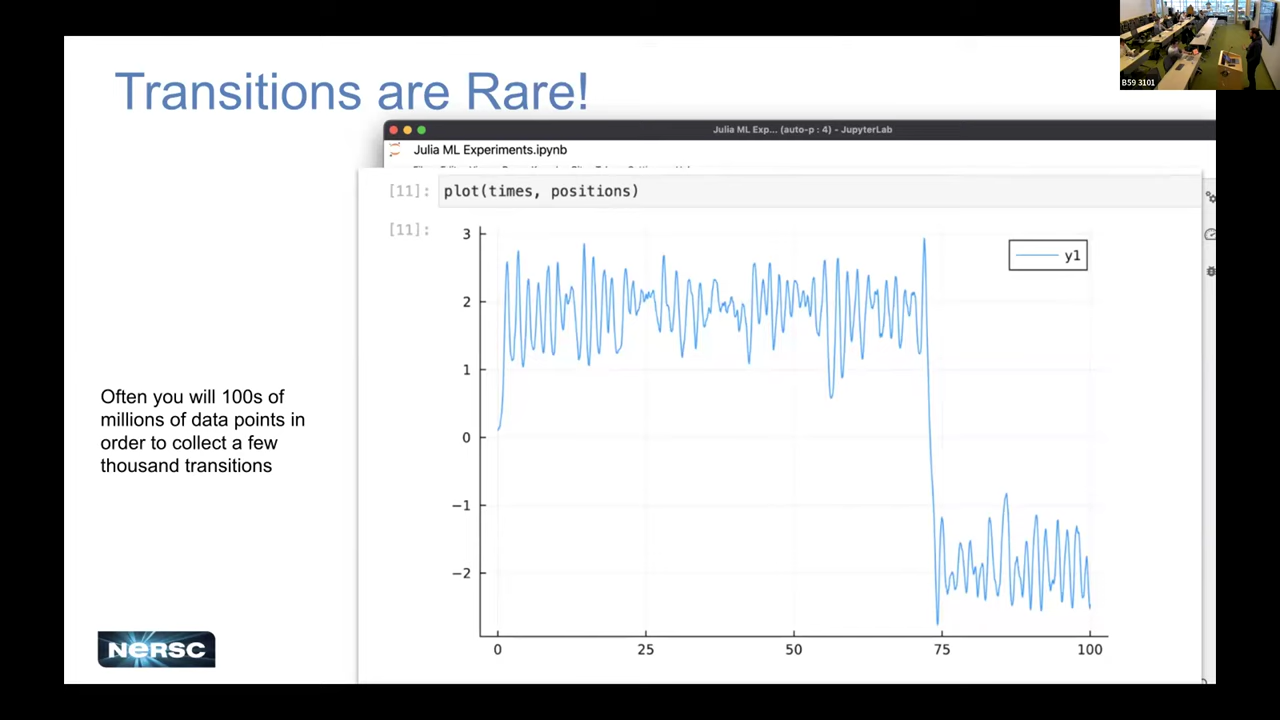 B59 3101
Transitions are Rare!
Julia ML Exp... (auto-p : 4) - JupyterLab
Julia ML Experiments.ipynb
[11]: plot(times, positions)
[11]:
3
2
1
0
−1
−2
y1
0 25 50 75 100
Often you will 100s of
millions of data points in
order to collect a few
thousand transitions
NERSC